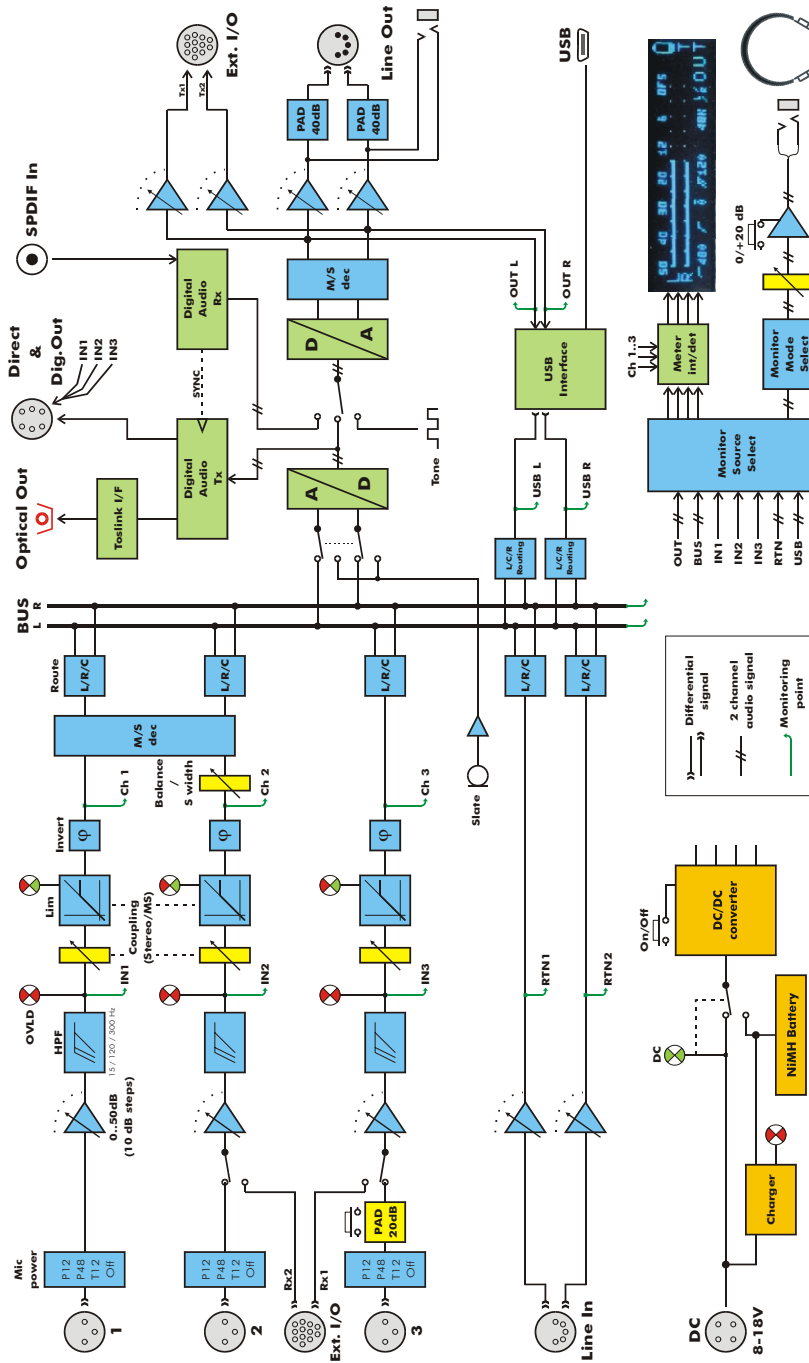 Mic power
P12
P48
T12
Off
1
0..50dB
(10 dB steps)
HPF
15 / 120 / 300 Hz
OVLD
IN1
Lim
Coupling
(Stereo/MS)
Invert
φ
Ch 1
M/S
dec
Route
L/R/C
BUS
L
R
P12
P48
T12
Off
2
IN2
φ
Balance
/
S width
Ch 2
L/R/C
Rx2
Rx1
Ext. I/O
P12
P48
T12
Off
3
PAD
20dB
IN3
φ
Ch 3
L/R/C
Slate
Line In
RTN1
RTN2
L/R/C
L/R/C
L/C/R
Routing
L/C/R
Routing
USB L
USB R
USB
Interface
OUT L
OUT R
USB
Optical Out
Toslink I/F
Direct
&
Dig.Out
IN1
IN2
IN3
SPDIF In
Digital
Audio
Tx
SYNC
Digital
Audio
Rx
A
D
Tone
D
A
M/S
dec
Tx1
Tx2
Ext. I/O
PAD
40dB
PAD
40dB
Line Out
DC
8-18V
Charger
DC
NiMH Battery
On/Off
DC/DC
converter
Differential
signal
2 channel
audio signal
Monitoring
point
OUT
BUS
IN1
IN2
IN3
RTN
USB
Monitor
Source
Select
Ch 1..3
Meter
int/det
Monitor
Mode
Select
0/+20 dB
50 40 30 20 12 6 0FS
L
R
T